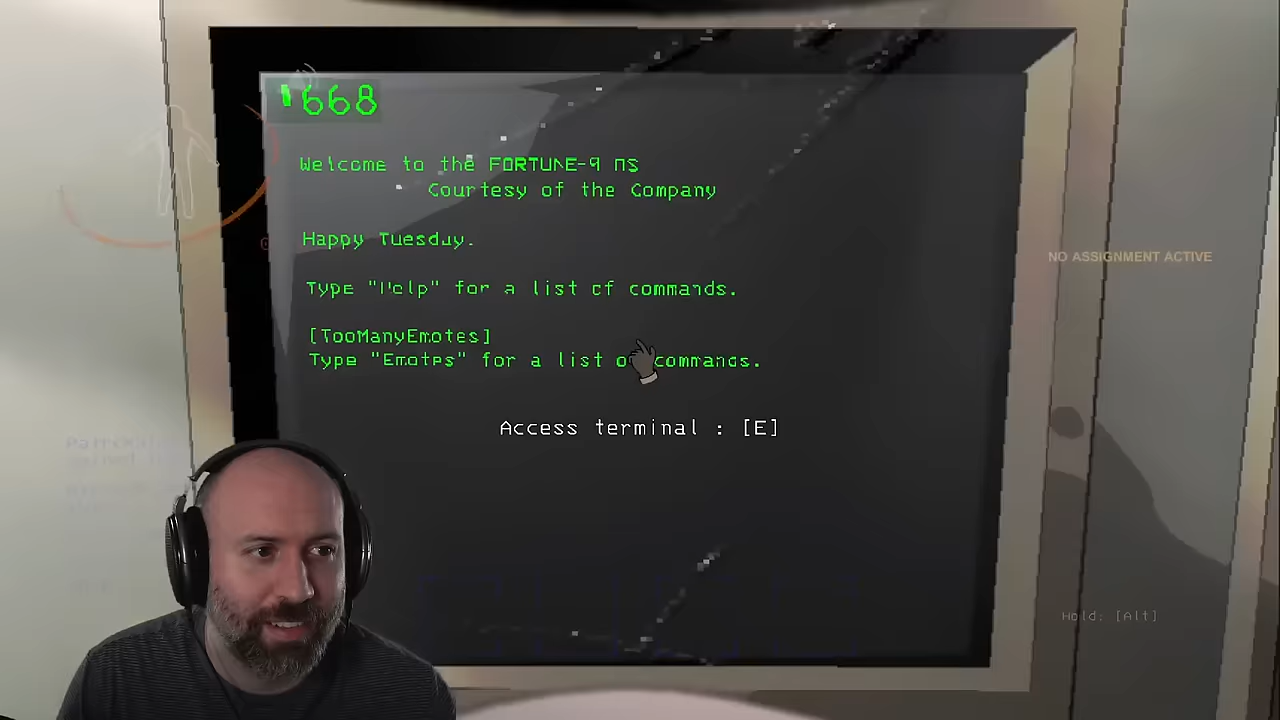 668
Welcome to the FORTUNE-9 OS
Courtesy of the Company
Happy Tuesday.
NO ASSIGNMENT ACTIVE
Type "Help" for a list of commands.
[TooManyEmotes]
Type "Emotes" for a list of commands.
Access terminal : [E]
Hold: [Alt]